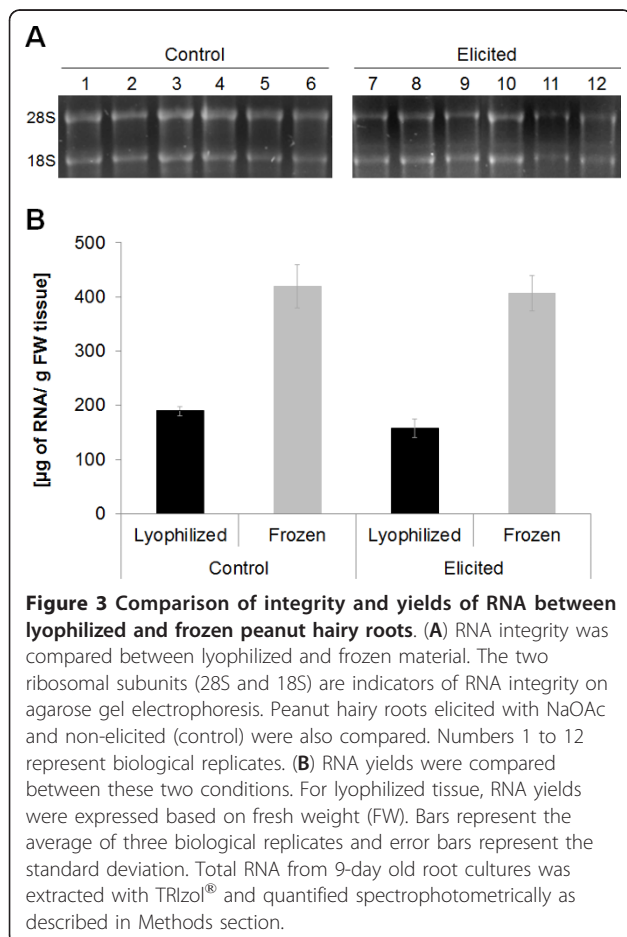 A
Control
Elicited
1 2 3 4 5 6 7 8 9 10 11 12
28S
18S
B
[µg of RNA/ g FW tissue]
500
400
300
200
100
0
Lyophilized Frozen Lyophilized Frozen
Control Elicited
Figure 3 Comparison of integrity and yields of RNA between
lyophilized and frozen peanut hairy roots. (A) RNA integrity was
compared between lyophilized and frozen material. The two
ribosomal subunits (28S and 18S) are indicators of RNA integrity on
agarose gel electrophoresis. Peanut hairy roots elicited with NaOAc
and non-elicited (control) were also compared. Numbers 1 to 12
represent biological replicates. (B) RNA yields were compared
between these two conditions. For lyophilized tissue, RNA yields
were expressed based on fresh weight (FW). Bars represent the
average of three biological replicates and error bars represent the
standard deviation. Total RNA from 9-day old root cultures was
extracted with TRIzol® and quantified spectrophotometrically as
described in Methods section.